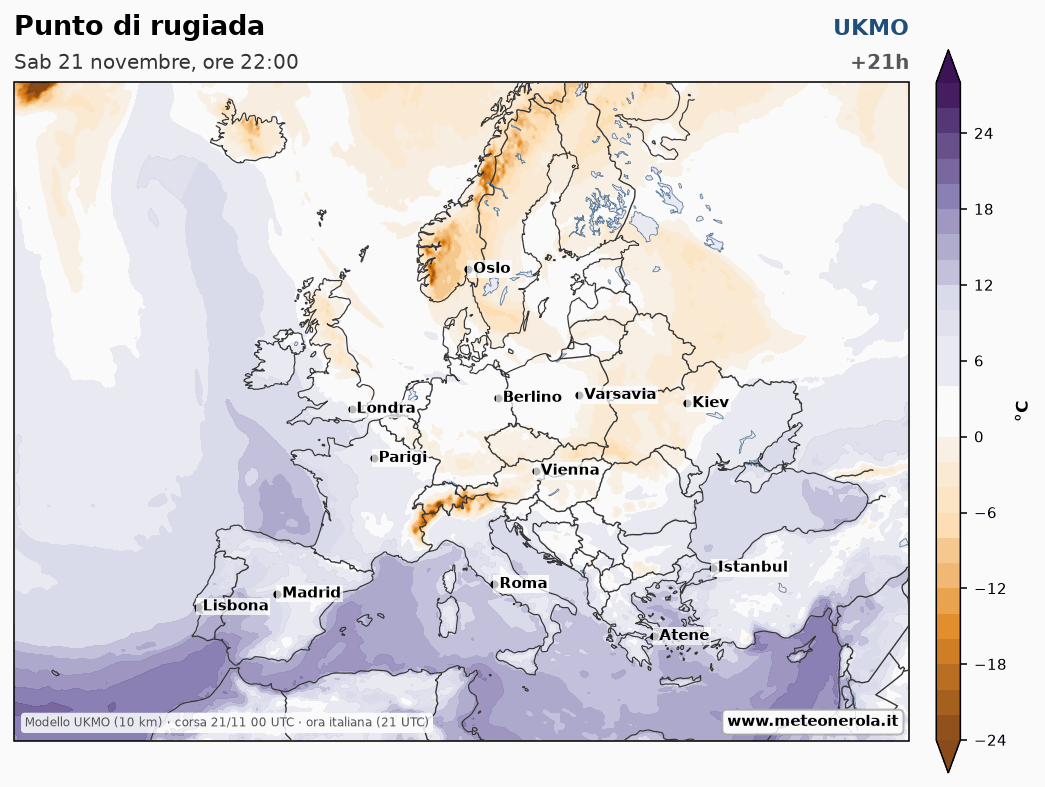 Punto di rugiada
UKMO
Sab 21 novembre, ore 22:00
+21h
24
18
12
6
0
−6
−12
−18
−24
°C
Oslo
Berlino
Varsavia
Kiev
Londra
Parigi
Vienna
Istanbul
Roma
Madrid
Lisbona
Atene
Modello UKMO (10 km) · corsa 21/11 00 UTC · ora italiana (21 UTC)
www.meteonerola.it